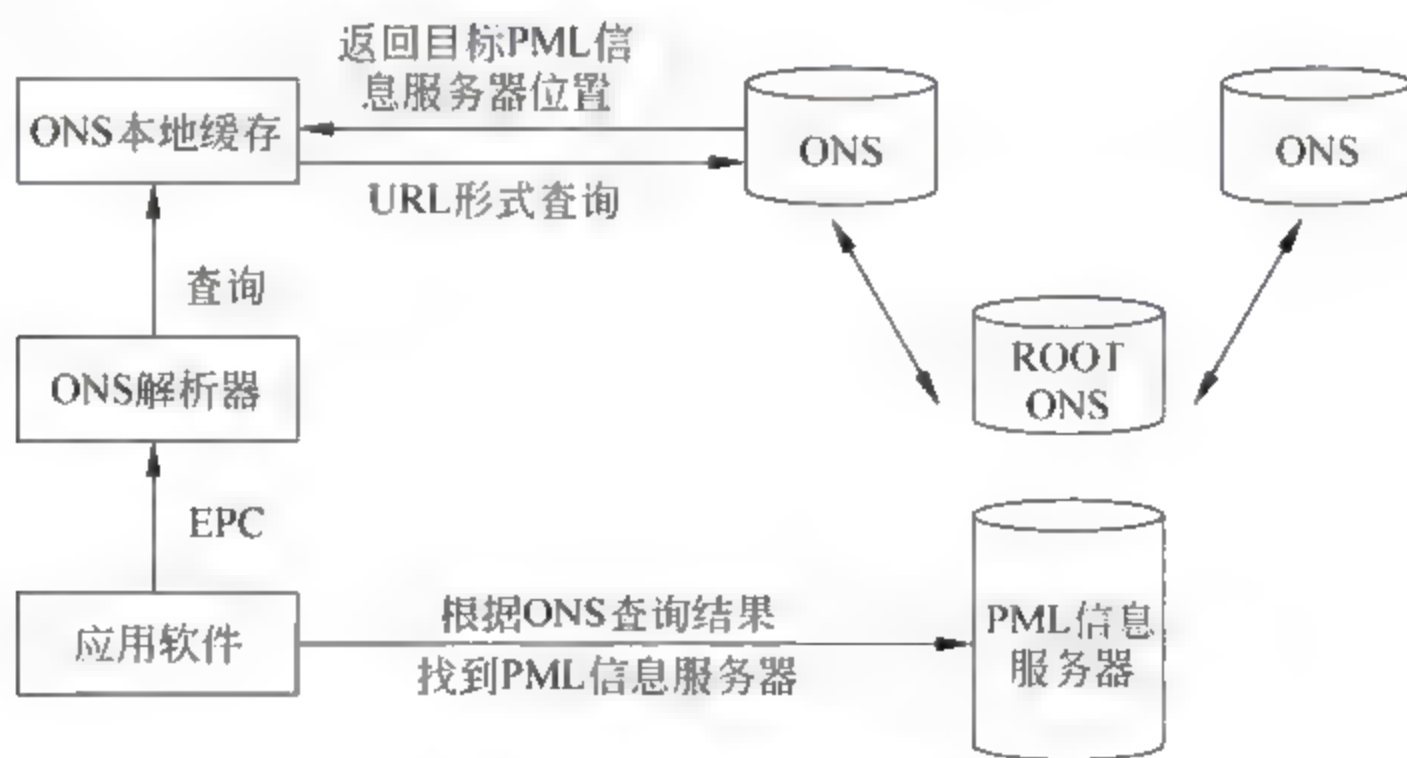 返回目标PML信
息服务器位置
ONS本地缓存
ONS
ONS
URL形式查询
查询
ROOT
ONS
ONS解析器
EPC
根据ONS查询结果
找到PML信息服务器
应用软件
PML信息
服务器